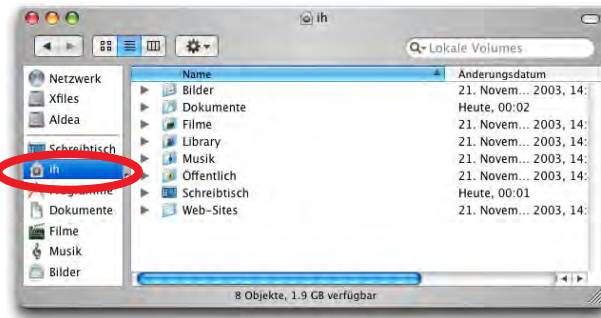 ih
Lokale Volumes
Netzwerk
Xfiles
Aldea
Schreibtisch
ih
Programme
Dokumente
Filme
Musik
Bilder
Name Änderungsdatum
Bilder 21. Novem... 2003, 14:
Dokumente Heute, 00:02
Filme 21. Novem... 2003, 14:
Library 21. Novem... 2003, 14:
Musik 21. Novem... 2003, 14:
Öffentlich 21. Novem... 2003, 14:
Schreibtisch Heute, 00:01
Web-Sites 21. Novem... 2003, 14:
8 Objekte, 1.9 GB verfügbar